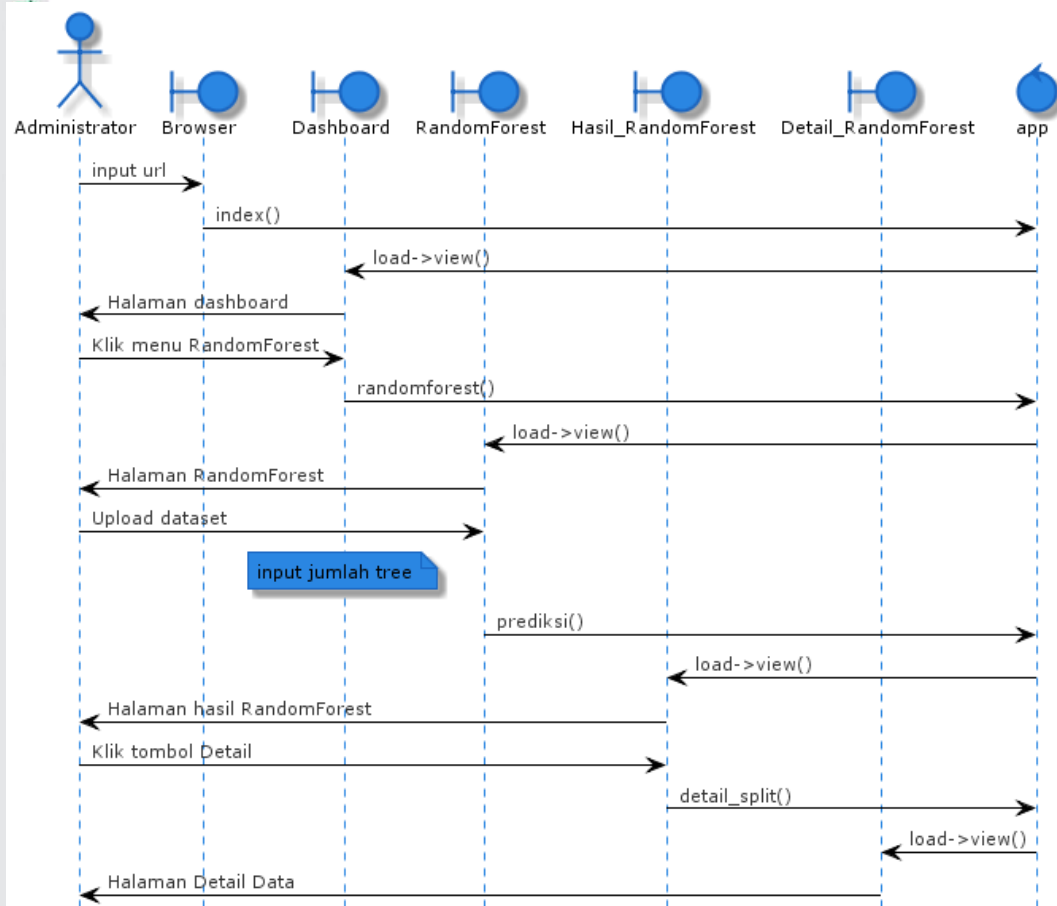 Administrator
Browser
Dashboard
RandomForest
Hasil_RandomForest
Detail_RandomForest
app
input url
index()
load->view()
Halaman dashboard
Klik menu RandomForest
randomforest()
load->view()
Halaman RandomForest
Upload dataset
input jumlah tree
prediksi()
load->view()
Halaman hasil RandomForest
Klik tombol Detail
detail_split()
load->view()
Halaman Detail Data